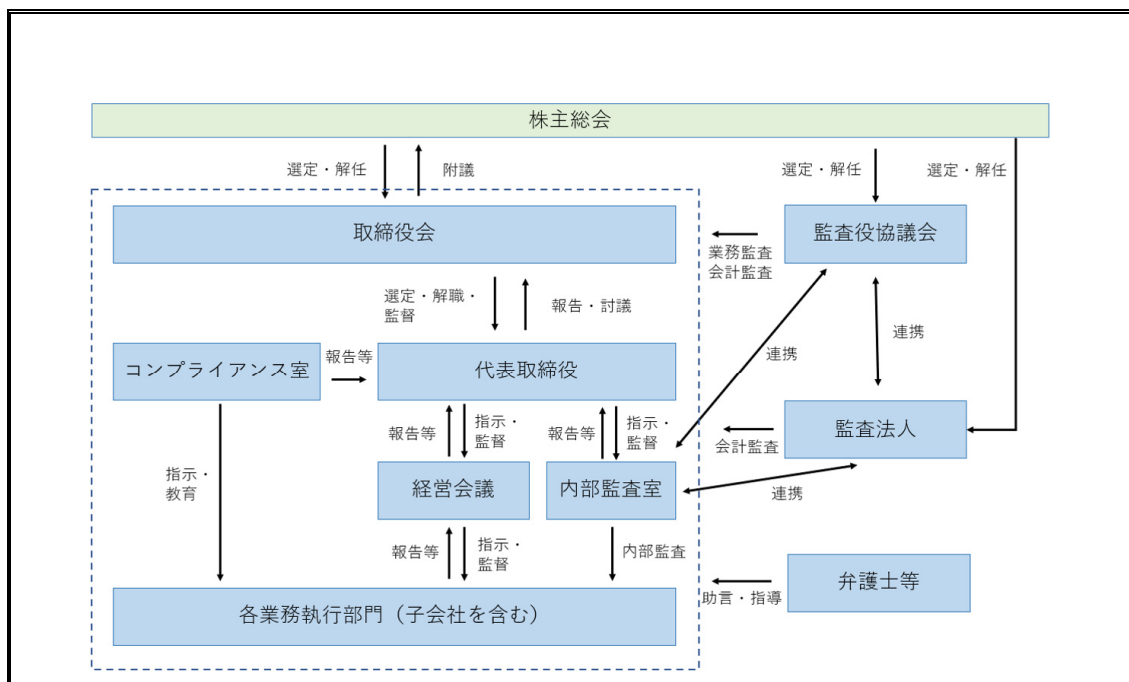 株主総会
選定・解任
附議
選定・解任
選定・解任
取締役会
監査役協議会
業務監査
会計監査
選定・解職・
監督
報告・討議
連携
連携
コンプライアンス室
報告等
代表取締役
報告等
指示・
監督
報告等
指示・
監督
会計監査
監査法人
指示・
教育
経営会議
内部監査室
連携
報告等
指示・
監督
内部監査
各業務執行部門（子会社を含む）
助言・指導
弁護士等